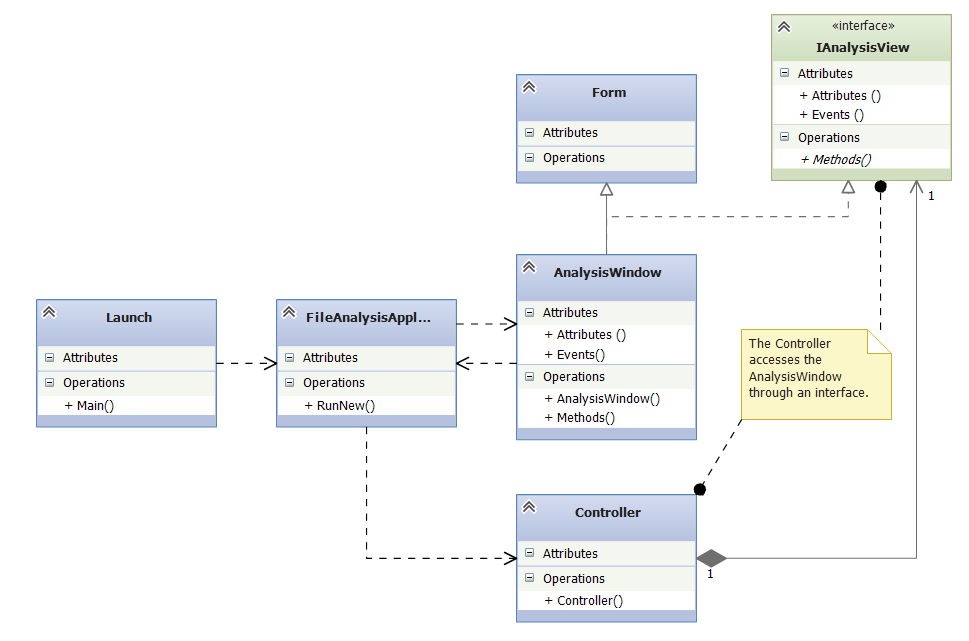 «interface»
IAnalysisView
Attributes
+ Attributes ()
+ Events ()
Operations
+ Methods()
1
Form
Attributes
Operations
AnalysisWindow
Attributes
+ Attributes ()
+ Events()
Operations
+ AnalysisWindow()
+ Methods()
Launch
Attributes
Operations
+ Main()
FileAnalysisAppl...
Attributes
Operations
+ RunNew()
The Controller
accesses the
AnalysisWindow
through an interface.
Controller
Attributes
Operations
+ Controller()
1